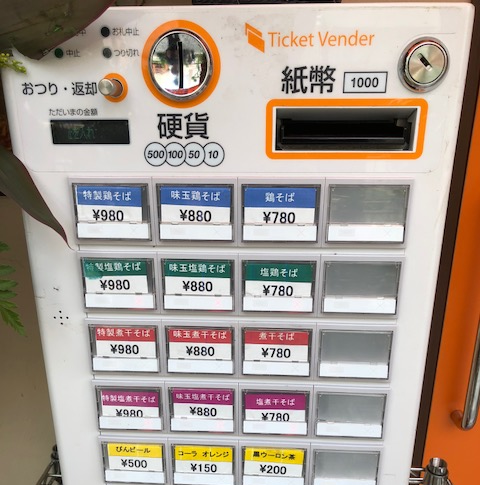 お札中止
中止
つり切れ
Ticket Vender
おつり・返却
紙幣
1000
ただいまの金額
硬貨
500 100 50 10
特製鶏そば 味玉鶏そば 鶏そば
¥980 ¥880 ¥780
特製塩鶏そば 味玉塩鶏そば 塩鶏そば
¥980 ¥880 ¥780
特製煮干そば 味玉煮干そば 煮干そば
¥980 ¥880 ¥780
特製塩煮干そば 味玉塩煮干そば 塩煮干そば
¥980 ¥880 ¥780
びんビール コーラ オレンジ 黒ウーロン茶
¥500 ¥150 ¥200